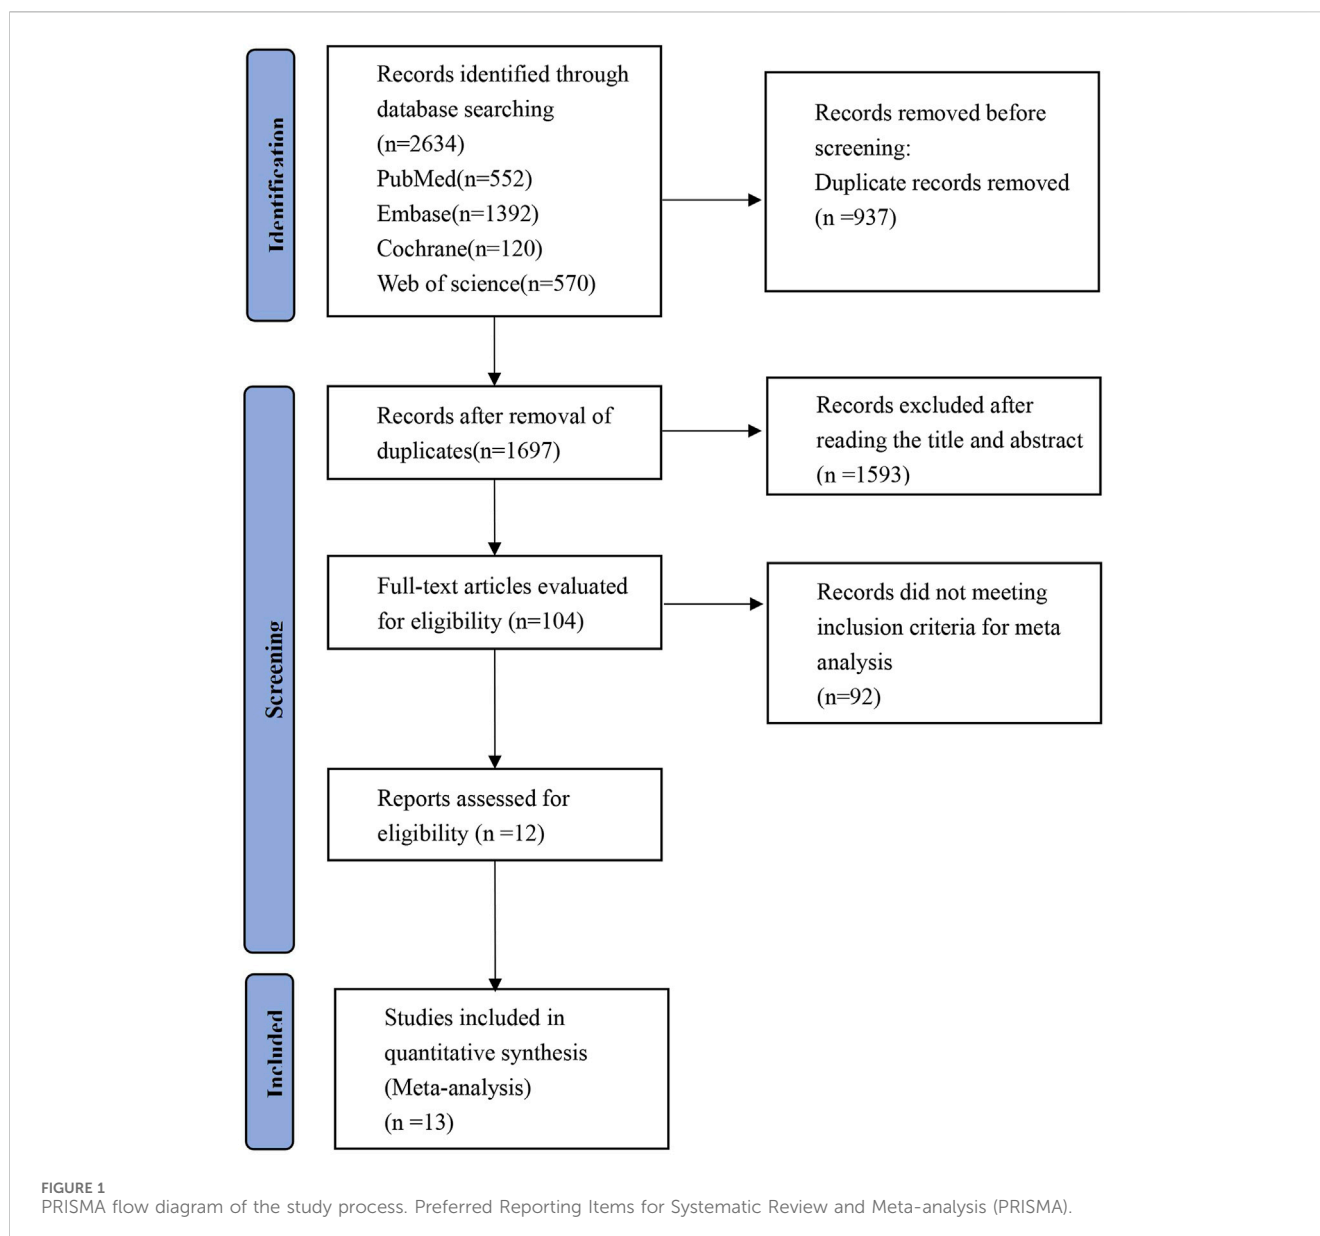 Identification
Records identified through
database searching
(n=2634)
PubMed(n=552)
Embase(n=1392)
Cochrane(n=120)
Web of science(n=570)
Records removed before
screening:
Duplicate records removed
(n =937)
Screening
Records after removal of
duplicates(n=1697)
Records excluded after
reading the title and abstract
(n =1593)
Full-text articles evaluated
for eligibility (n=104)
Records did not meeting
inclusion criteria for meta
analysis
(n=92)
Reports assessed for
eligibility (n =12)
Included
Studies included in
quantitative synthesis
(Meta-analysis)
(n =13)
FIGURE 1
PRISMA flow diagram of the study process. Preferred Reporting Items for Systematic Review and Meta-analysis (PRISMA).